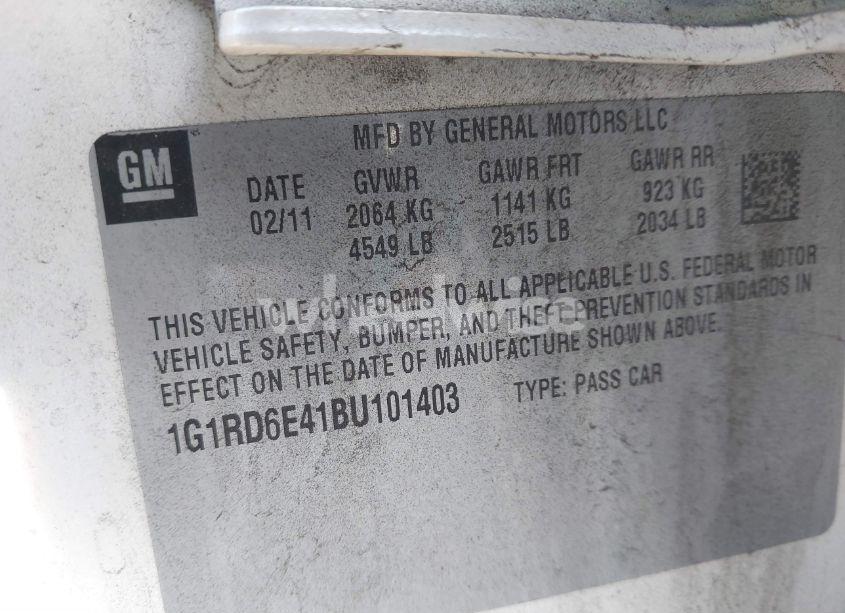 MFD BY GENERAL MOTORS LLC
GM
DATE GVWR GAWR FRT GAWR RR
02/11 2064 KG 1141 KG 923 KG
4549 LB 2515 LB 2034 LB
THIS VEHICLE CONFORMS TO ALL APPLICABLE U.S. FEDERAL MOTOR
VEHICLE SAFETY, BUMPER, AND THEFT PREVENTION STANDARDS IN
EFFECT ON THE DATE OF MANUFACTURE SHOWN ABOVE.
1G1RD6E41BU101403 TYPE: PASS CAR